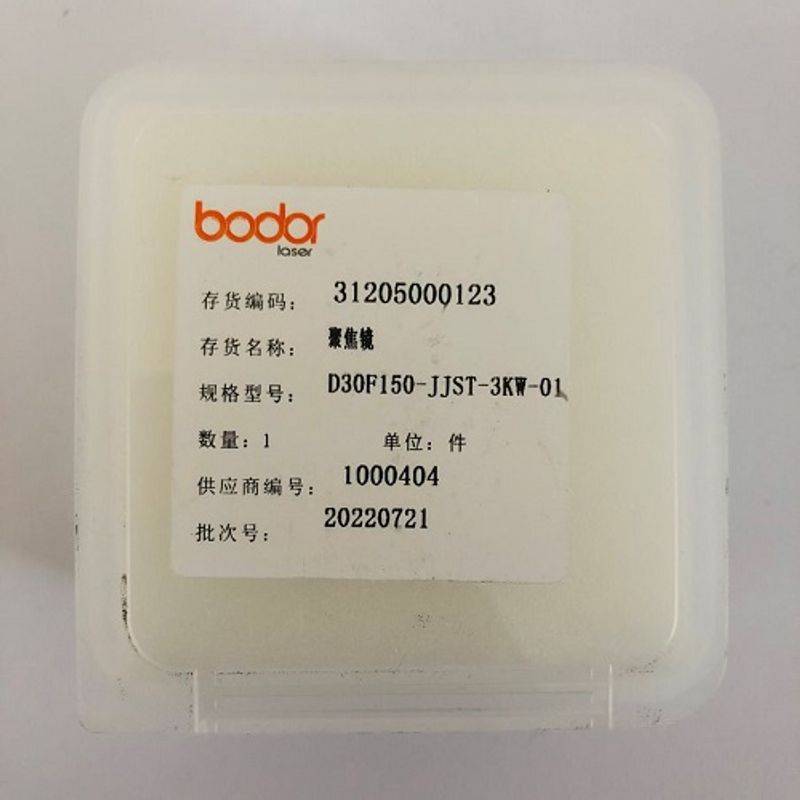 bodor
laser
存货编码： 31205000123
存货名称： 聚焦镜
规格型号： D30F150-JJST-3KW-01
数量：1 单位：件
供应商编号： 1000404
批次号： 20220721